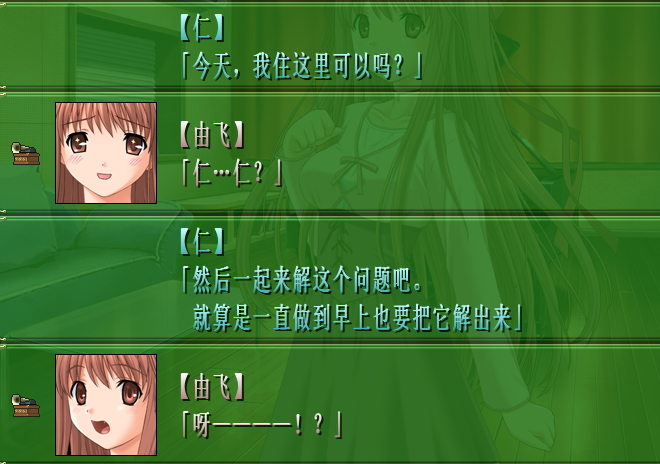 【仁】
「今天，我住这里可以吗？」
【由飞】
「仁…仁？」
【仁】
「然后一起来解这个问题吧。
就算是一直做到早上也要把它解出来」
【由飞】
「呀————！？」